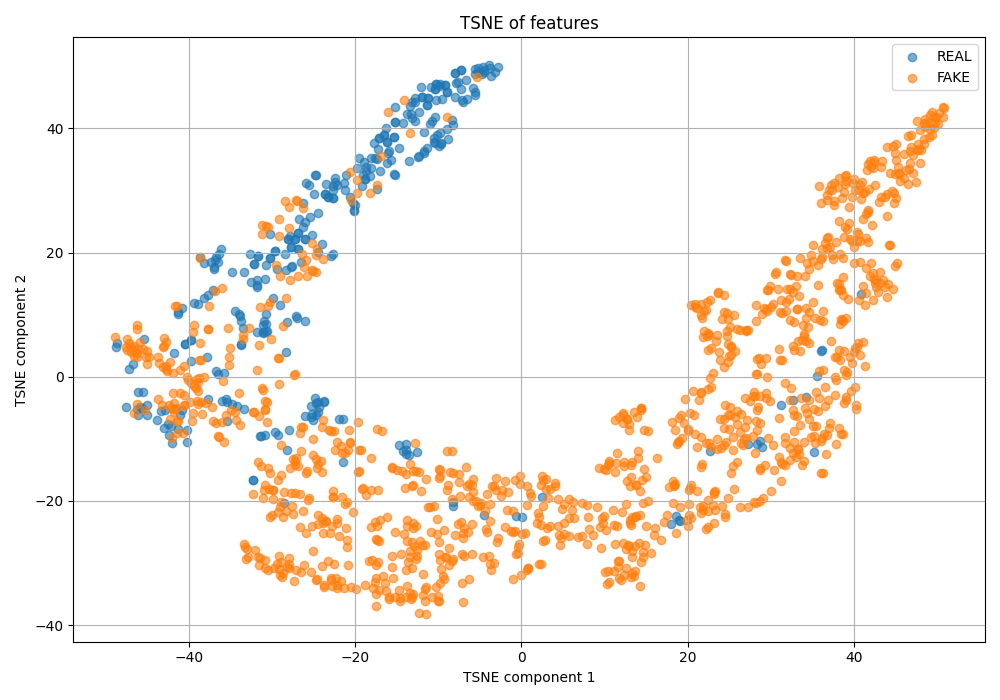 TSNE of features
REAL
FAKE
TSNE component 2
40
20
0
−20
−40
−40
−20
0
20
40
TSNE component 1